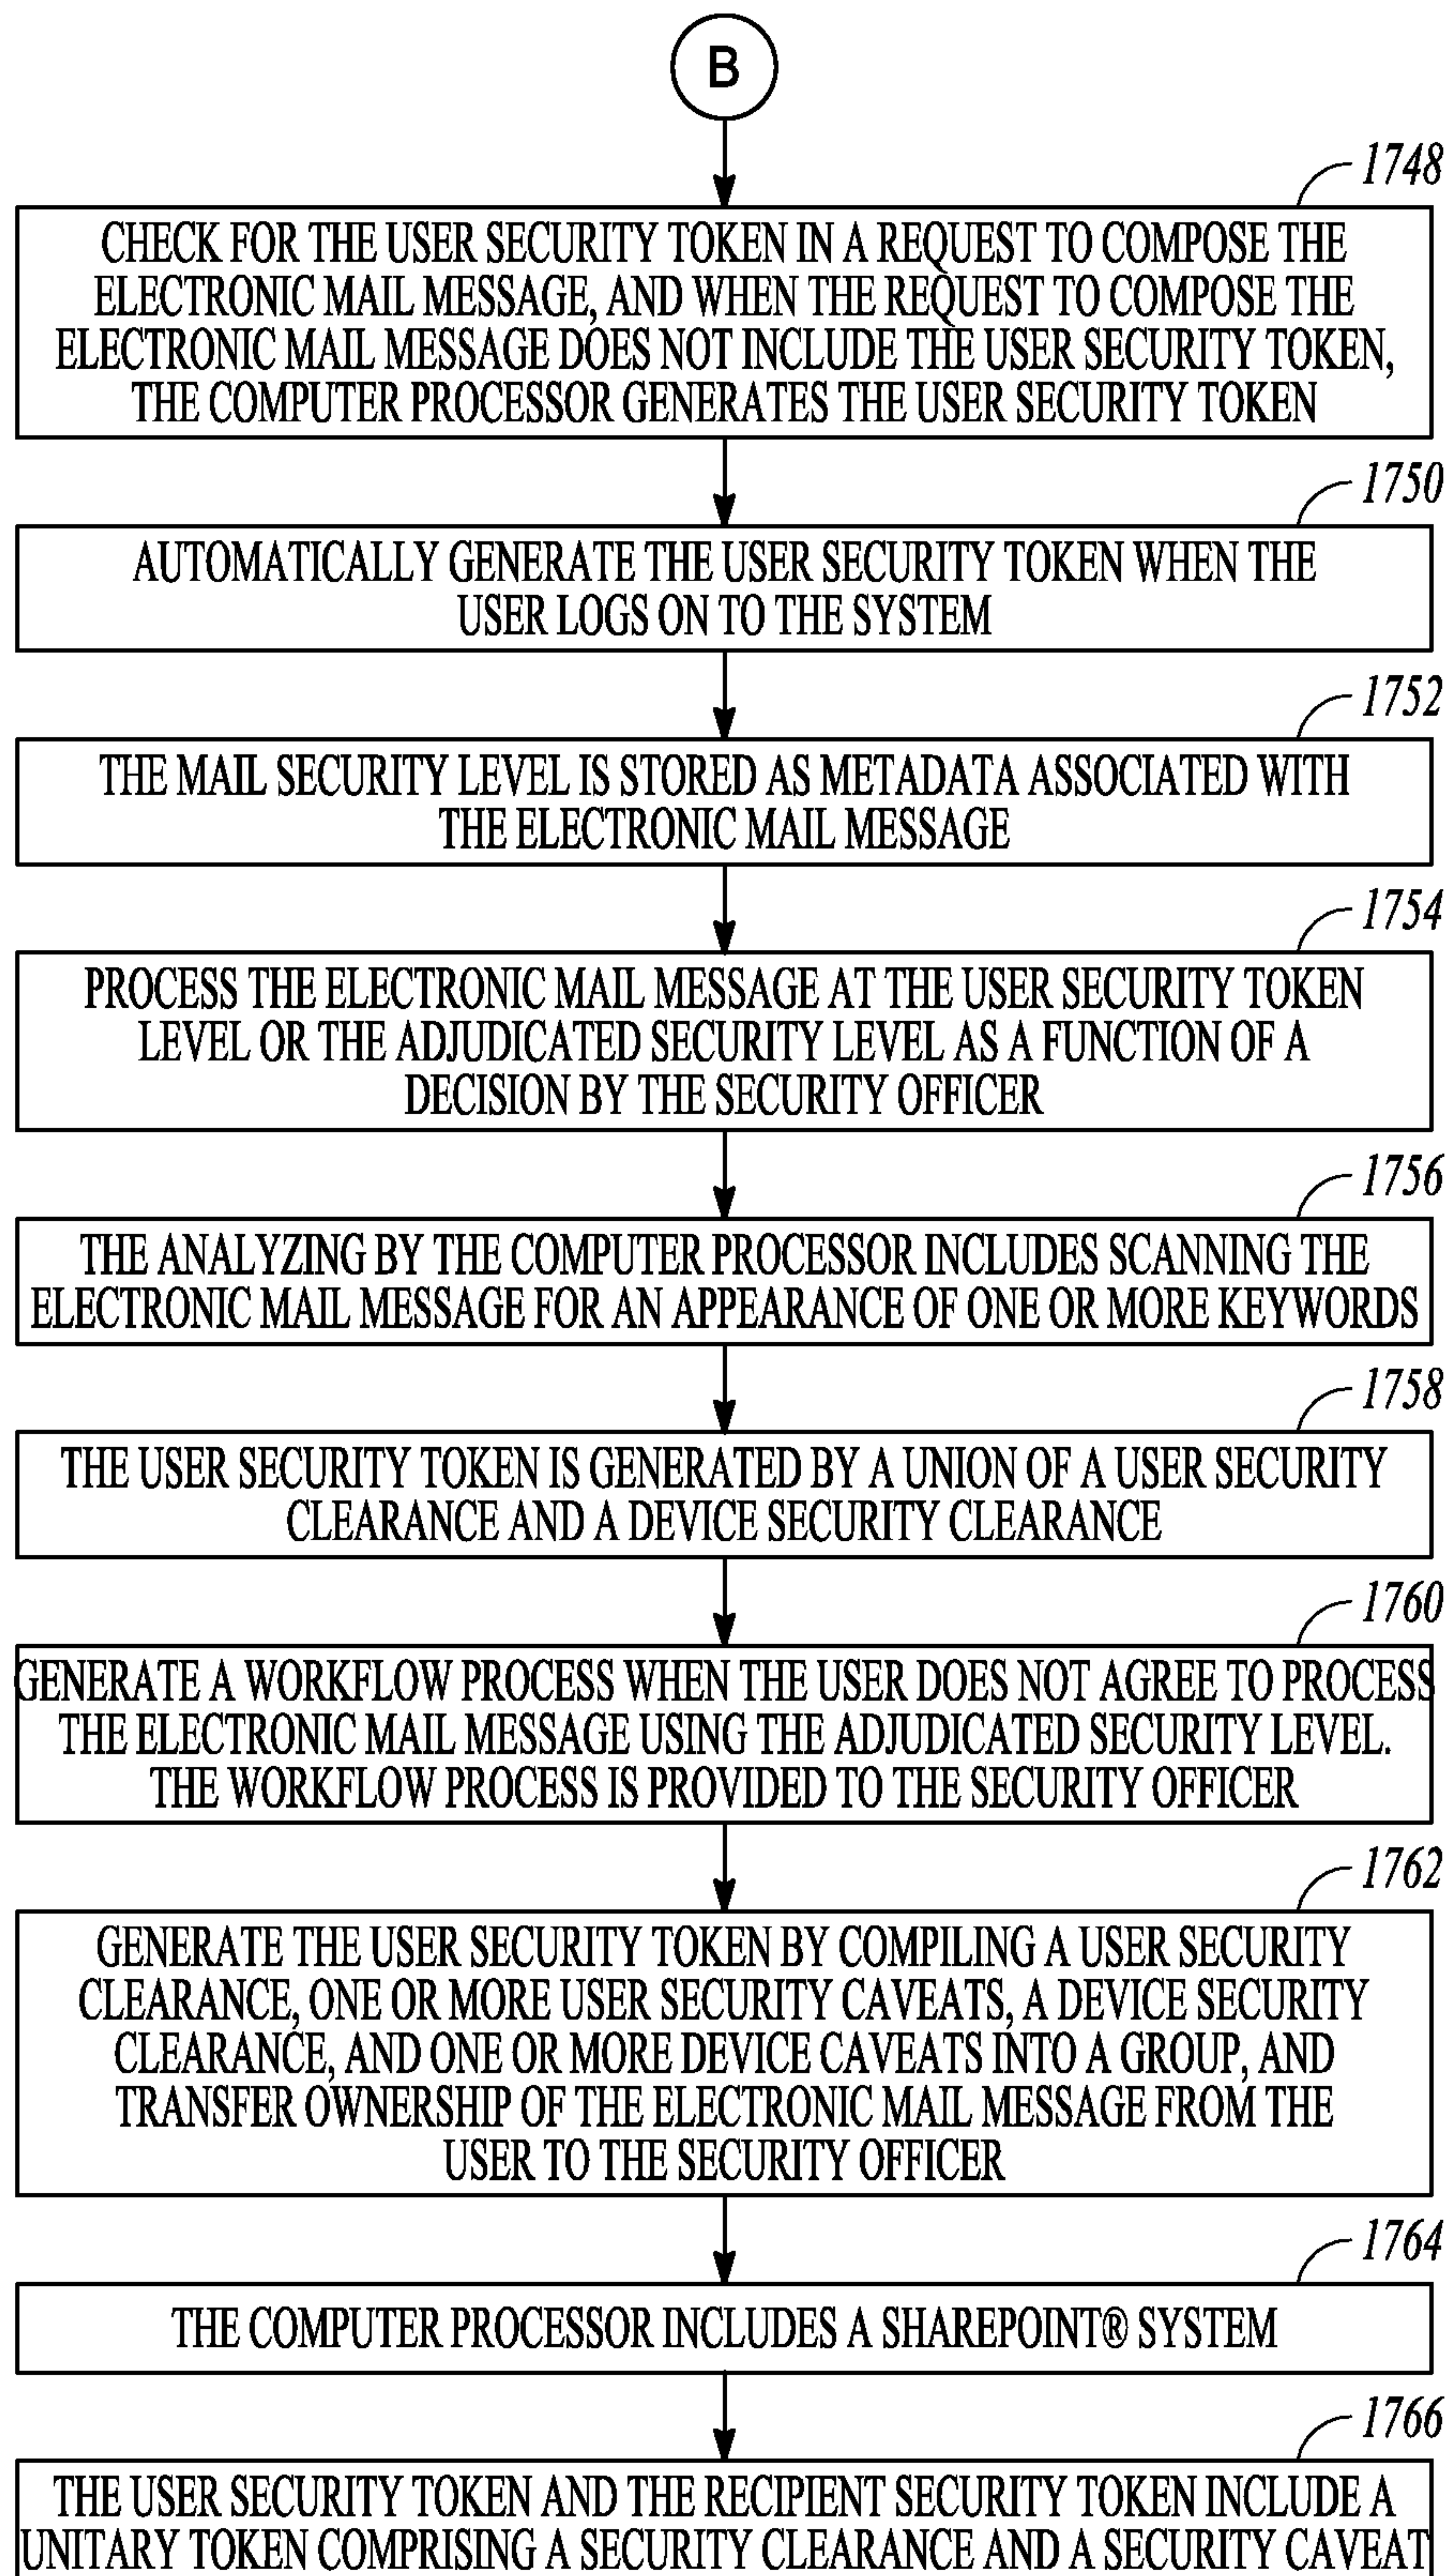 B
1748
CHECK FOR THE USER SECURITY TOKEN IN A REQUEST TO COMPOSE THE
ELECTRONIC MAIL MESSAGE, AND WHEN THE REQUEST TO COMPOSE THE
ELECTRONIC MAIL MESSAGE DOES NOT INCLUDE THE USER SECURITY TOKEN,
THE COMPUTER PROCESSOR GENERATES THE USER SECURITY TOKEN
1750
AUTOMATICALLY GENERATE THE USER SECURITY TOKEN WHEN THE
USER LOGS ON TO THE SYSTEM
1752
THE MAIL SECURITY LEVEL IS STORED AS METADATA ASSOCIATED WITH
THE ELECTRONIC MAIL MESSAGE
1754
PROCESS THE ELECTRONIC MAIL MESSAGE AT THE USER SECURITY TOKEN
LEVEL OR THE ADJUDICATED SECURITY LEVEL AS A FUNCTION OF A
DECISION BY THE SECURITY OFFICER
1756
THE ANALYZING BY THE COMPUTER PROCESSOR INCLUDES SCANNING THE
ELECTRONIC MAIL MESSAGE FOR AN APPEARANCE OF ONE OR MORE KEYWORDS
1758
THE USER SECURITY TOKEN IS GENERATED BY A UNION OF A USER SECURITY
CLEARANCE AND A DEVICE SECURITY CLEARANCE
1760
GENERATE A WORKFLOW PROCESS WHEN THE USER DOES NOT AGREE TO PROCESS
THE ELECTRONIC MAIL MESSAGE USING THE ADJUDICATED SECURITY LEVEL.
THE WORKFLOW PROCESS IS PROVIDED TO THE SECURITY OFFICER
1762
GENERATE THE USER SECURITY TOKEN BY COMPILING A USER SECURITY
CLEARANCE, ONE OR MORE USER SECURITY CAVEATS, A DEVICE SECURITY
CLEARANCE, AND ONE OR MORE DEVICE CAVEATS INTO A GROUP, AND
TRANSFER OWNERSHIP OF THE ELECTRONIC MAIL MESSAGE FROM THE
USER TO THE SECURITY OFFICER
1764
THE COMPUTER PROCESSOR INCLUDES A SHAREPOINT® SYSTEM
1766
THE USER SECURITY TOKEN AND THE RECIPIENT SECURITY TOKEN INCLUDE A
UNITARY TOKEN COMPRISING A SECURITY CLEARANCE AND A SECURITY CAVEAT